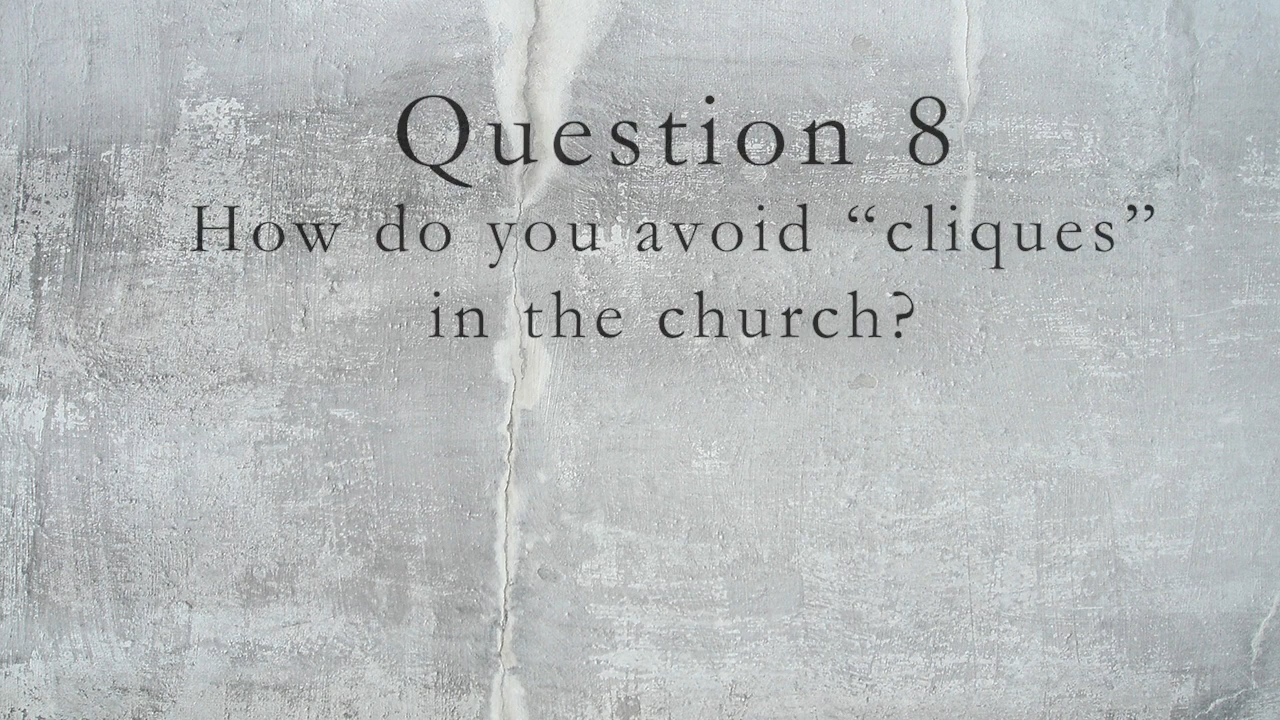 Question 8
How do you avoid “cliques”
in the church?